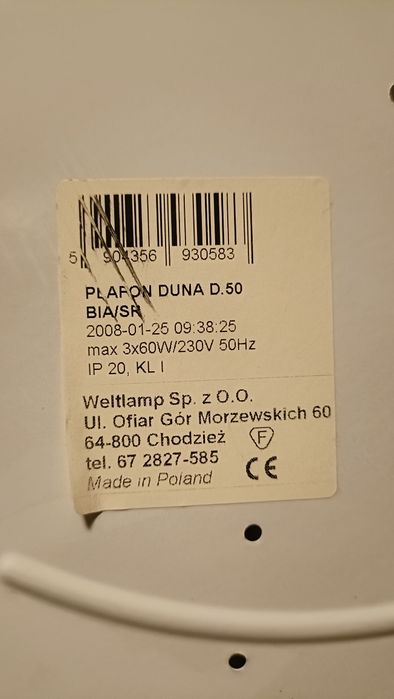 5 904356 930583
PLAFON DUNA D.50
BIA/SR
2008-01-25 09:38:25
max 3x60W/230V 50Hz
IP 20, KL I
Weltlamp Sp. z O.O.
Ul. Ofiar Gór Morzewskich 60
64-800 Chodzież
F
tel. 67 2827-585
CE
Made in Poland